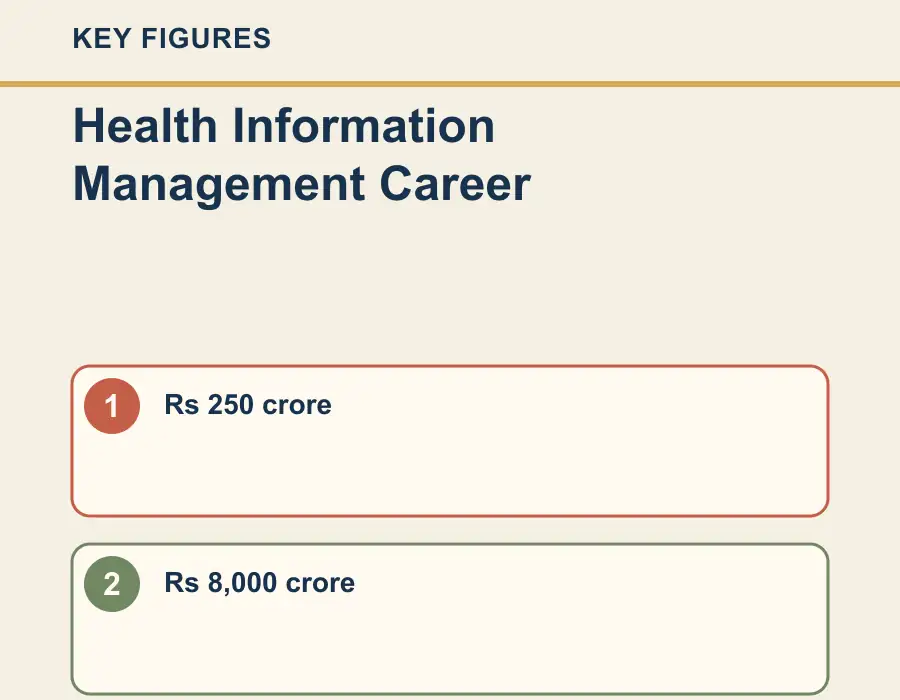 KEY FIGURES
Health Information
Management Career
1
Rs 250 crore
2
Rs 8,000 crore